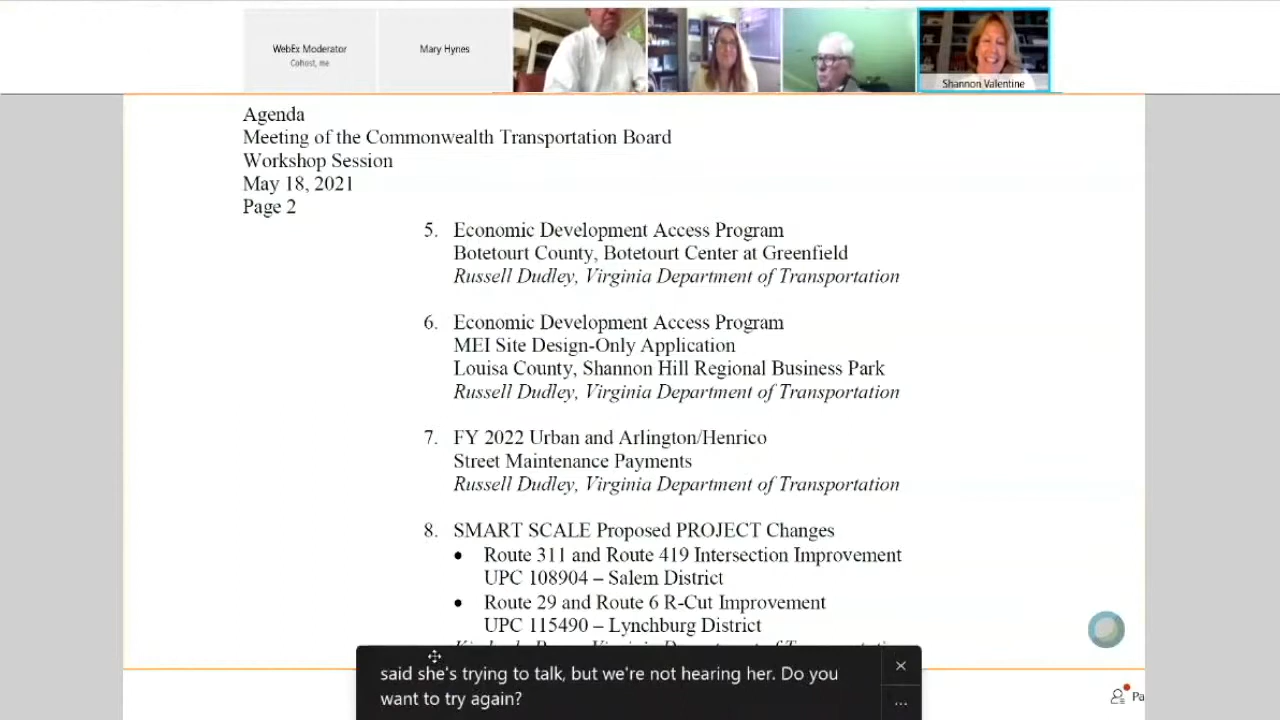 WebEx Moderator
Cohost, me
Mary Hynes
Shannon Valentine
Agenda
Meeting of the Commonwealth Transportation Board
Workshop Session
May 18, 2021
Page 2
5. Economic Development Access Program
Botetourt County, Botetourt Center at Greenfield
Russell Dudley, Virginia Department of Transportation
6. Economic Development Access Program
MEI Site Design-Only Application
Louisa County, Shannon Hill Regional Business Park
Russell Dudley, Virginia Department of Transportation
7. FY 2022 Urban and Arlington/Henrico
Street Maintenance Payments
Russell Dudley, Virginia Department of Transportation
8. SMART SCALE Proposed PROJECT Changes
• Route 311 and Route 419 Intersection Improvement
UPC 108904 – Salem District
• Route 29 and Route 6 R-Cut Improvement
UPC 115490 – Lynchburg District
said she's trying to talk, but we're not hearing her. Do you
want to try again?
Pa